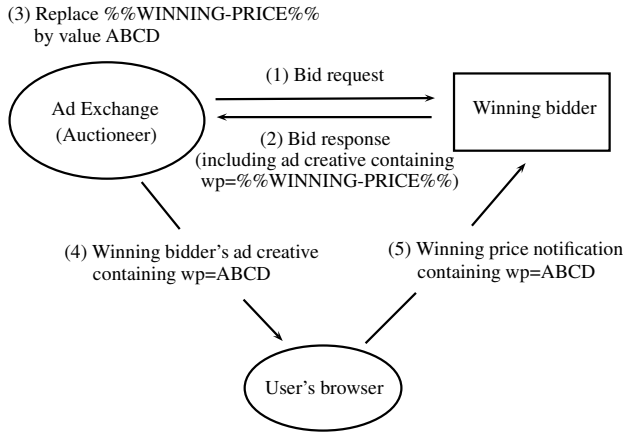 (3) Replace %%WINNING-PRICE%%
by value ABCD
(1) Bid request
Ad Exchange
(Auctioneer)
Winning bidder
(2) Bid response
(including ad creative containing
wp=%%WINNING-PRICE%%)
(4) Winning bidder's ad creative
containing wp=ABCD
(5) Winning price notification
containing wp=ABCD
User's browser